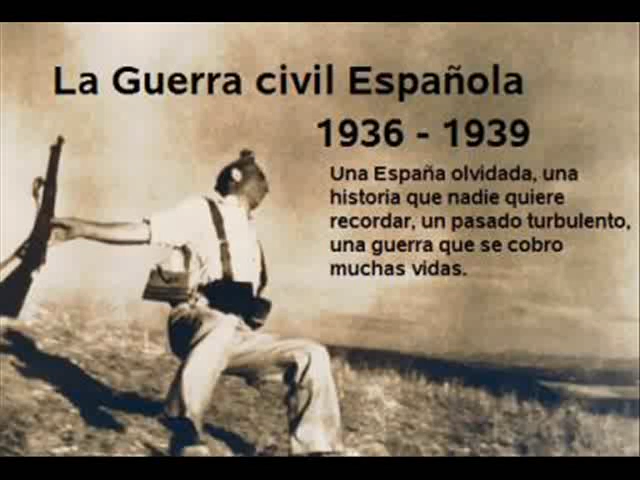 La Guerra civil Española
1936 - 1939
Una España olvidada, una
historia que nadie quiere
recordar, un pasado turbulento,
una guerra que se cobro
muchas vidas.